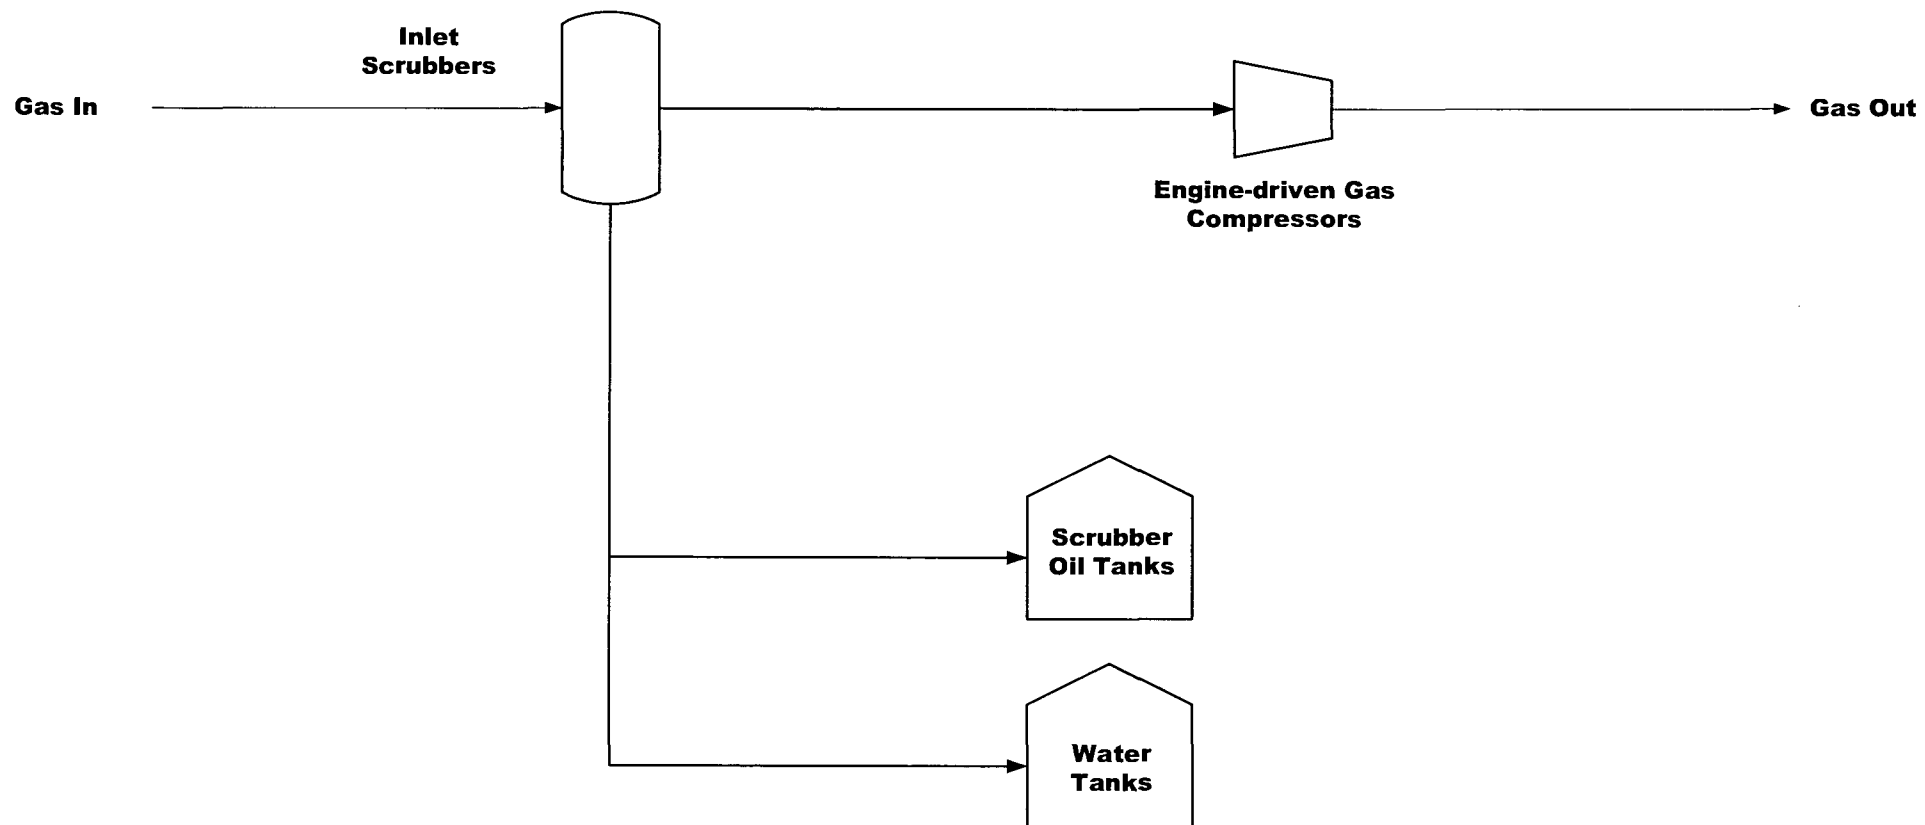 Inlet
Scrubbers
Gas In
Gas Out
Engine-driven Gas
Compressors
Scrubber
Oil Tanks
Water
Tanks